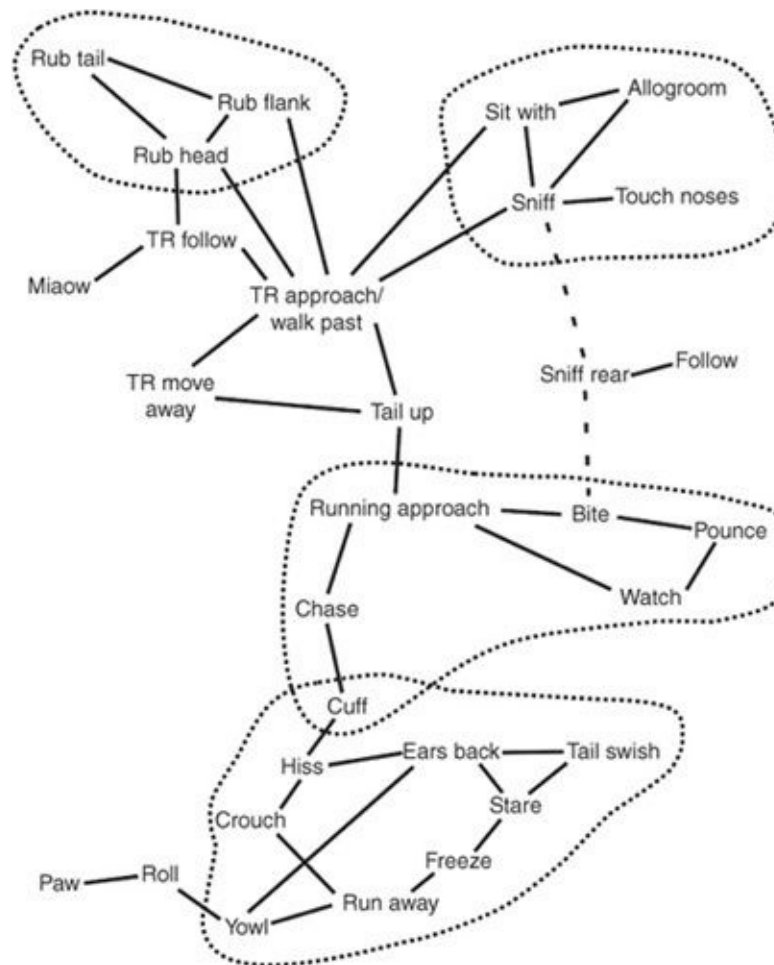 Rub tail
Rub flank
Rub head
Allogroom
Sit with
Sniff
Touch noses
TR follow
Miaow
TR approach/
walk past
TR move
away
Tail up
Sniff rear
Follow
Running approach
Bite
Pounce
Chase
Watch
Cuff
Hiss
Ears back
Tail swish
Crouch
Stare
Freeze
Paw
Roll
Yowl
Run away